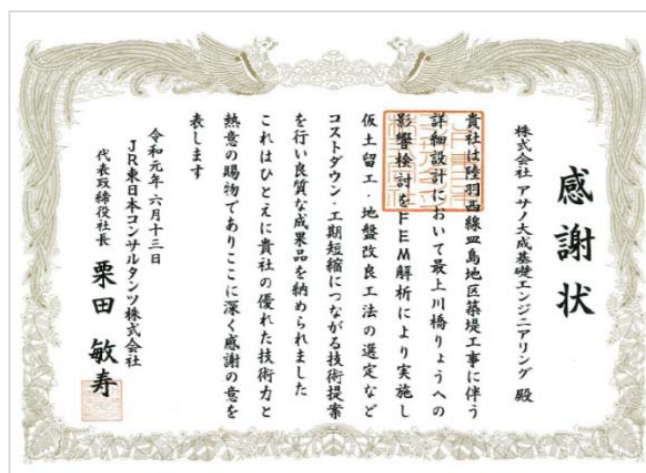 感謝状
株式会社 アサノ大成基礎エンジニアリング 殿
貴社は陸羽西線皿島地区築堤工事に伴う
詳細設計において最上川橋りょうへの
影響検討をFEM解析により実施し
仮土留工・地盤改良工法の選定など
コストダウン・工期短縮につながる技術提案
を行い良質な成果品を納められました
これはひとえに貴社の優れた技術力と
熱意の賜物でありここに深く感謝の意を
表します
令和元年六月十三日
JR東日本コンサルタンツ株式会社
代表取締役社長 栗田 敏寿